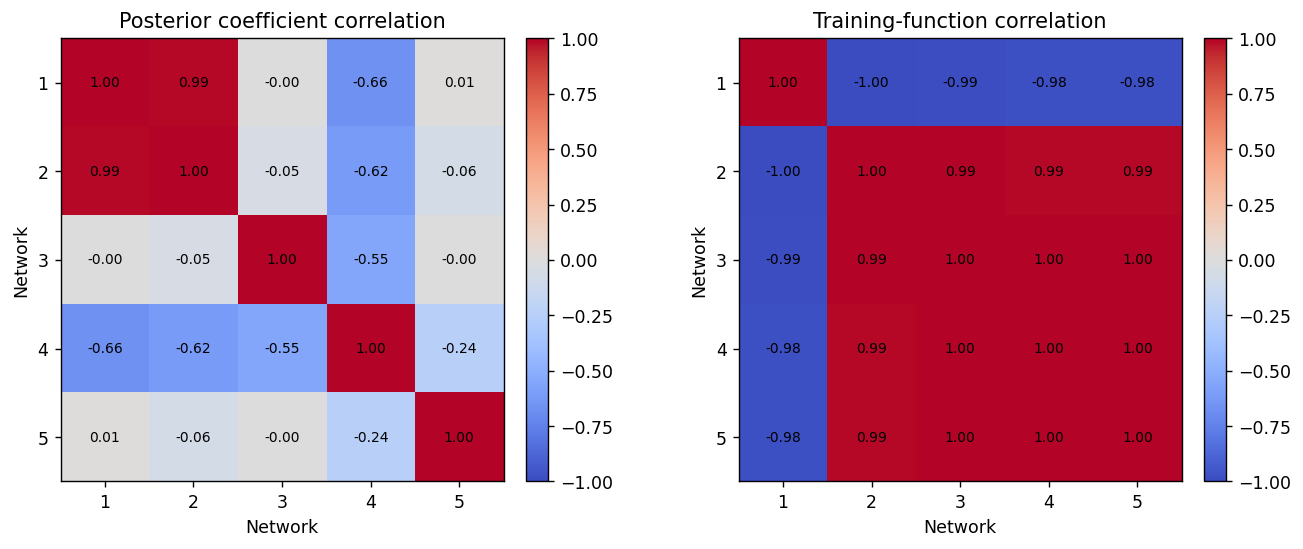 Posterior coefficient correlation
Network
1 1.00 0.99 -0.00 -0.66 0.01
2 0.99 1.00 -0.05 -0.62 -0.06
3 -0.00 -0.05 1.00 -0.55 -0.00
4 -0.66 -0.62 -0.55 1.00 -0.24
5 0.01 -0.06 -0.00 -0.24 1.00
1 2 3 4 5
Network
1.00
0.75
0.50
0.25
0.00
−0.25
−0.50
−0.75
−1.00
Training-function correlation
Network
1 1.00 -1.00 -0.99 -0.98 -0.98
2 -1.00 1.00 0.99 0.99 0.99
3 -0.99 0.99 1.00 1.00 1.00
4 -0.98 0.99 1.00 1.00 1.00
5 -0.98 0.99 1.00 1.00 1.00
1 2 3 4 5
Network
1.00
0.75
0.50
0.25
0.00
−0.25
−0.50
−0.75
−1.00